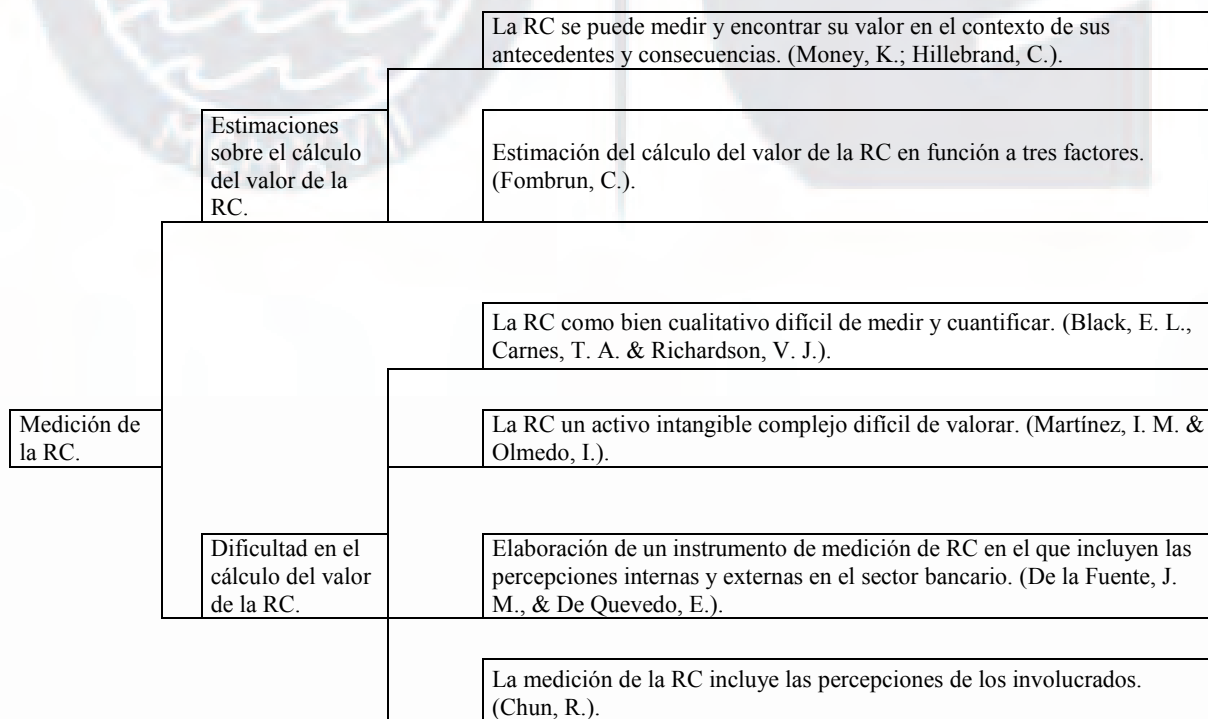 La RC se puede medir y encontrar su valor en el contexto de sus
antecedentes y consecuencias. (Money, K.; Hillebrand, C.).
Estimaciones
sobre el cálculo
del valor de la
RC.
Estimación del cálculo del valor de la RC en función a tres factores.
(Fombrun, C.).
La RC como bien cualitativo difícil de medir y cuantificar. (Black, E. L.,
Carnes, T. A. & Richardson, V. J.).
Medición de
la RC.
La RC un activo intangible complejo difícil de valorar. (Martínez, I. M. &
Olmedo, I.).
Dificultad en el
cálculo del valor
de la RC.
Elaboración de un instrumento de medición de RC en el que incluyen las
percepciones internas y externas en el sector bancario. (De la Fuente, J.
M., & De Quevedo, E.).
La medición de la RC incluye las percepciones de los involucrados.
(Chun, R.).